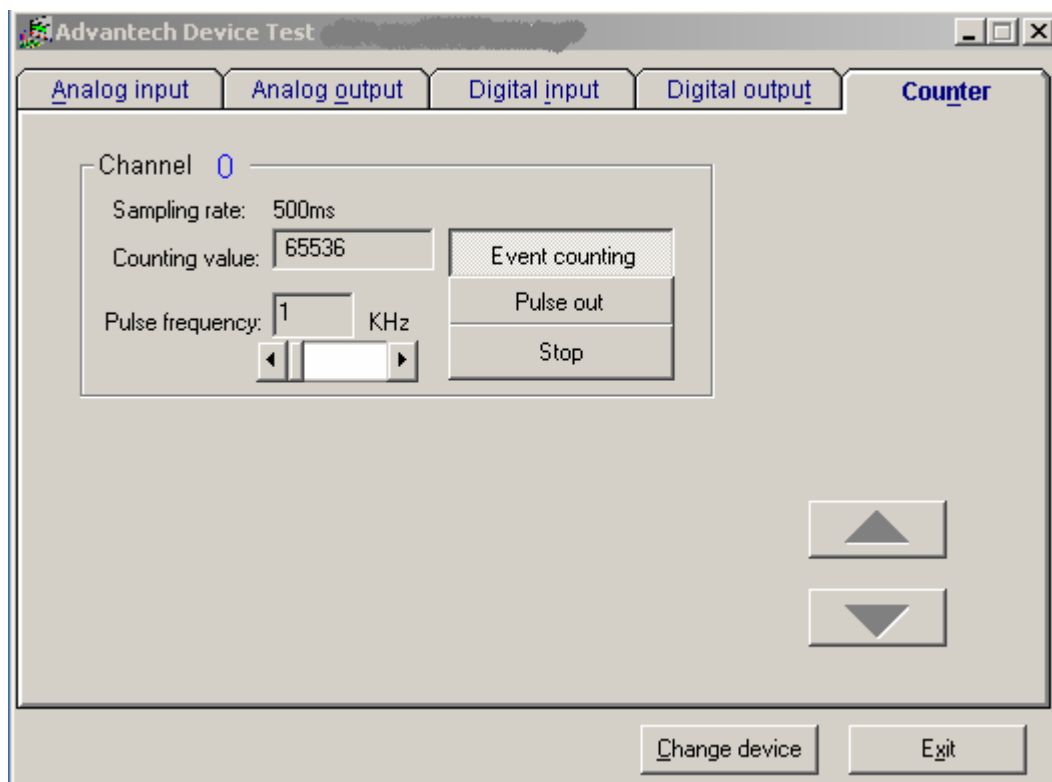 Advantech Device Test
Analog input
Analog output
Digital input
Digital output
Counter
Channel 0
Sampling rate: 500ms
Counting value: 65536
Event counting
Pulse out
Pulse frequency: 1 KHz
Stop
Change device
Exit